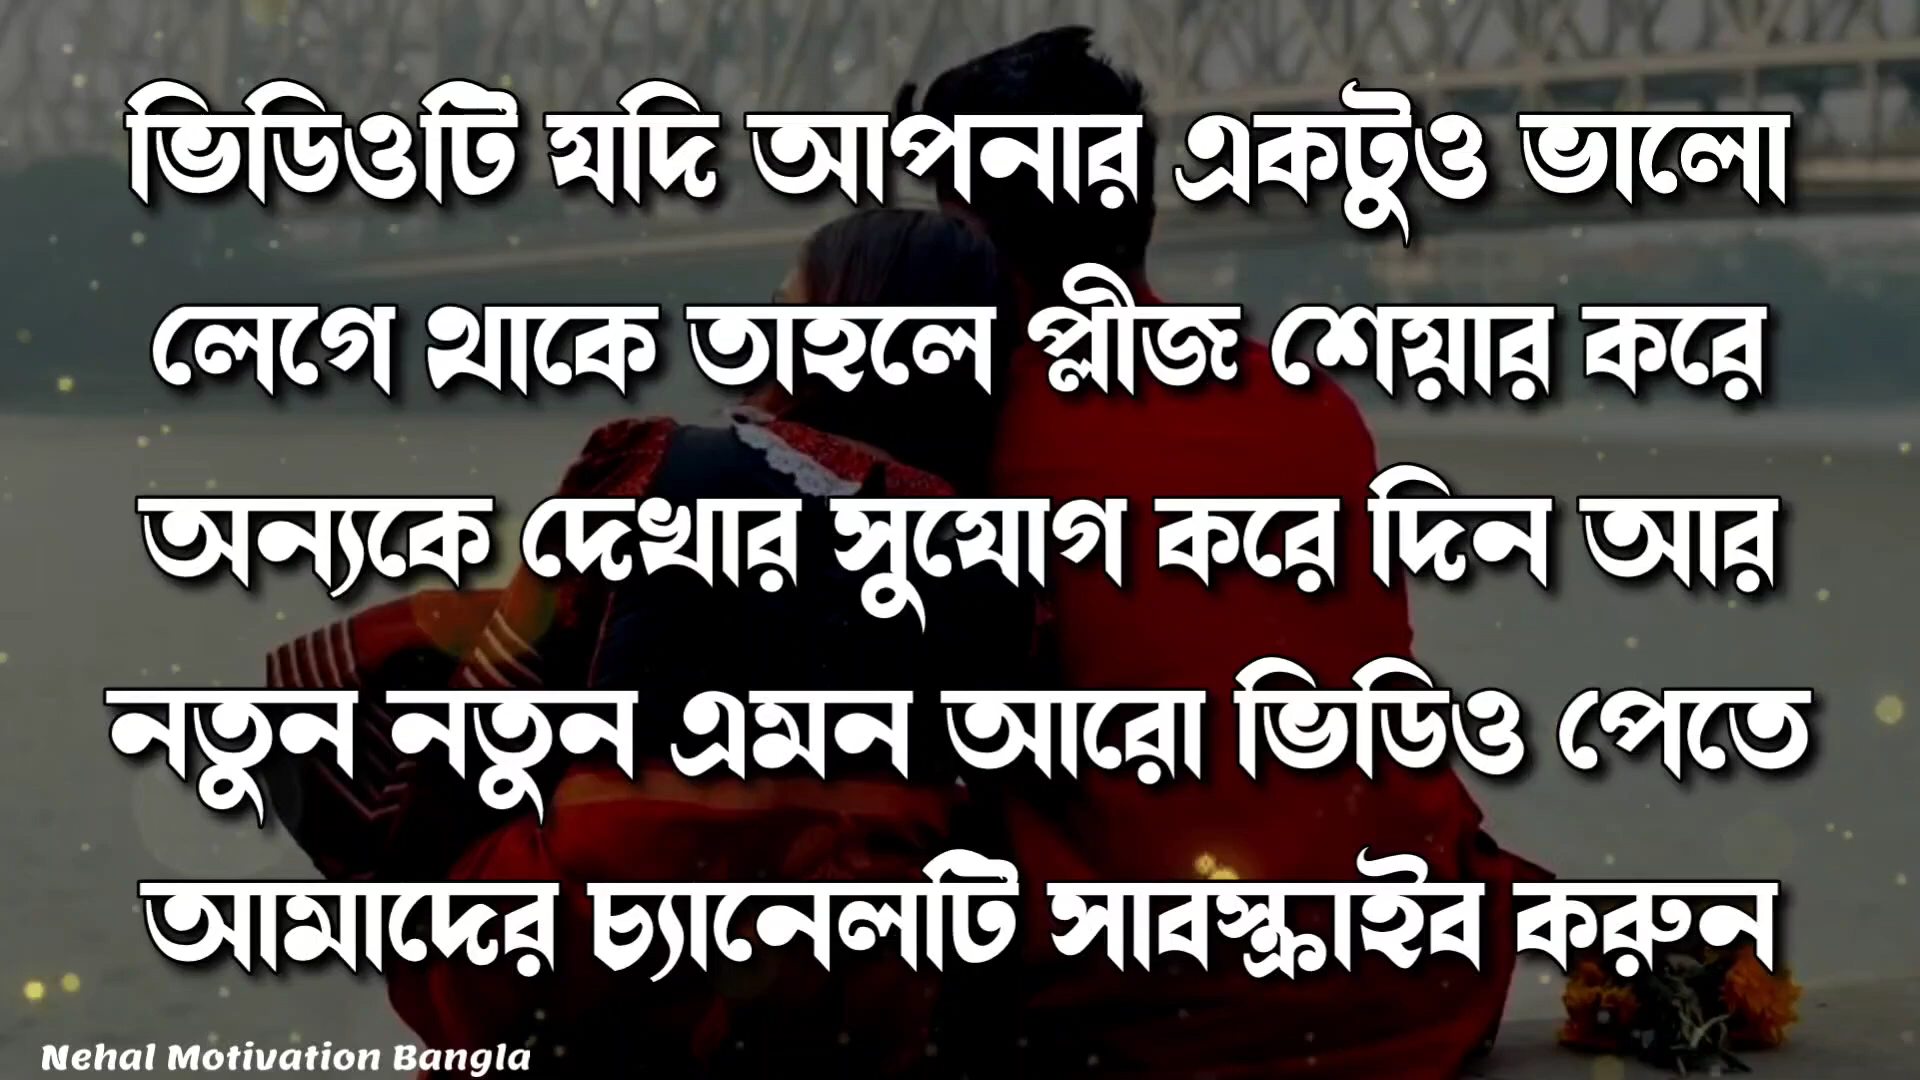 ভিডিওটি যদি আপনার একটুও ভালো
লেগে থাকে তাহলে প্লীজ শেয়ার করে
অন্যকে দেখার সুযোগ করে দিন আর
নতুন নতুন এমন আরো ভিডিও পেতে
আমাদের চ্যানেলটি সাবস্ক্রাইব করুন
Nehal Motivation Bangla